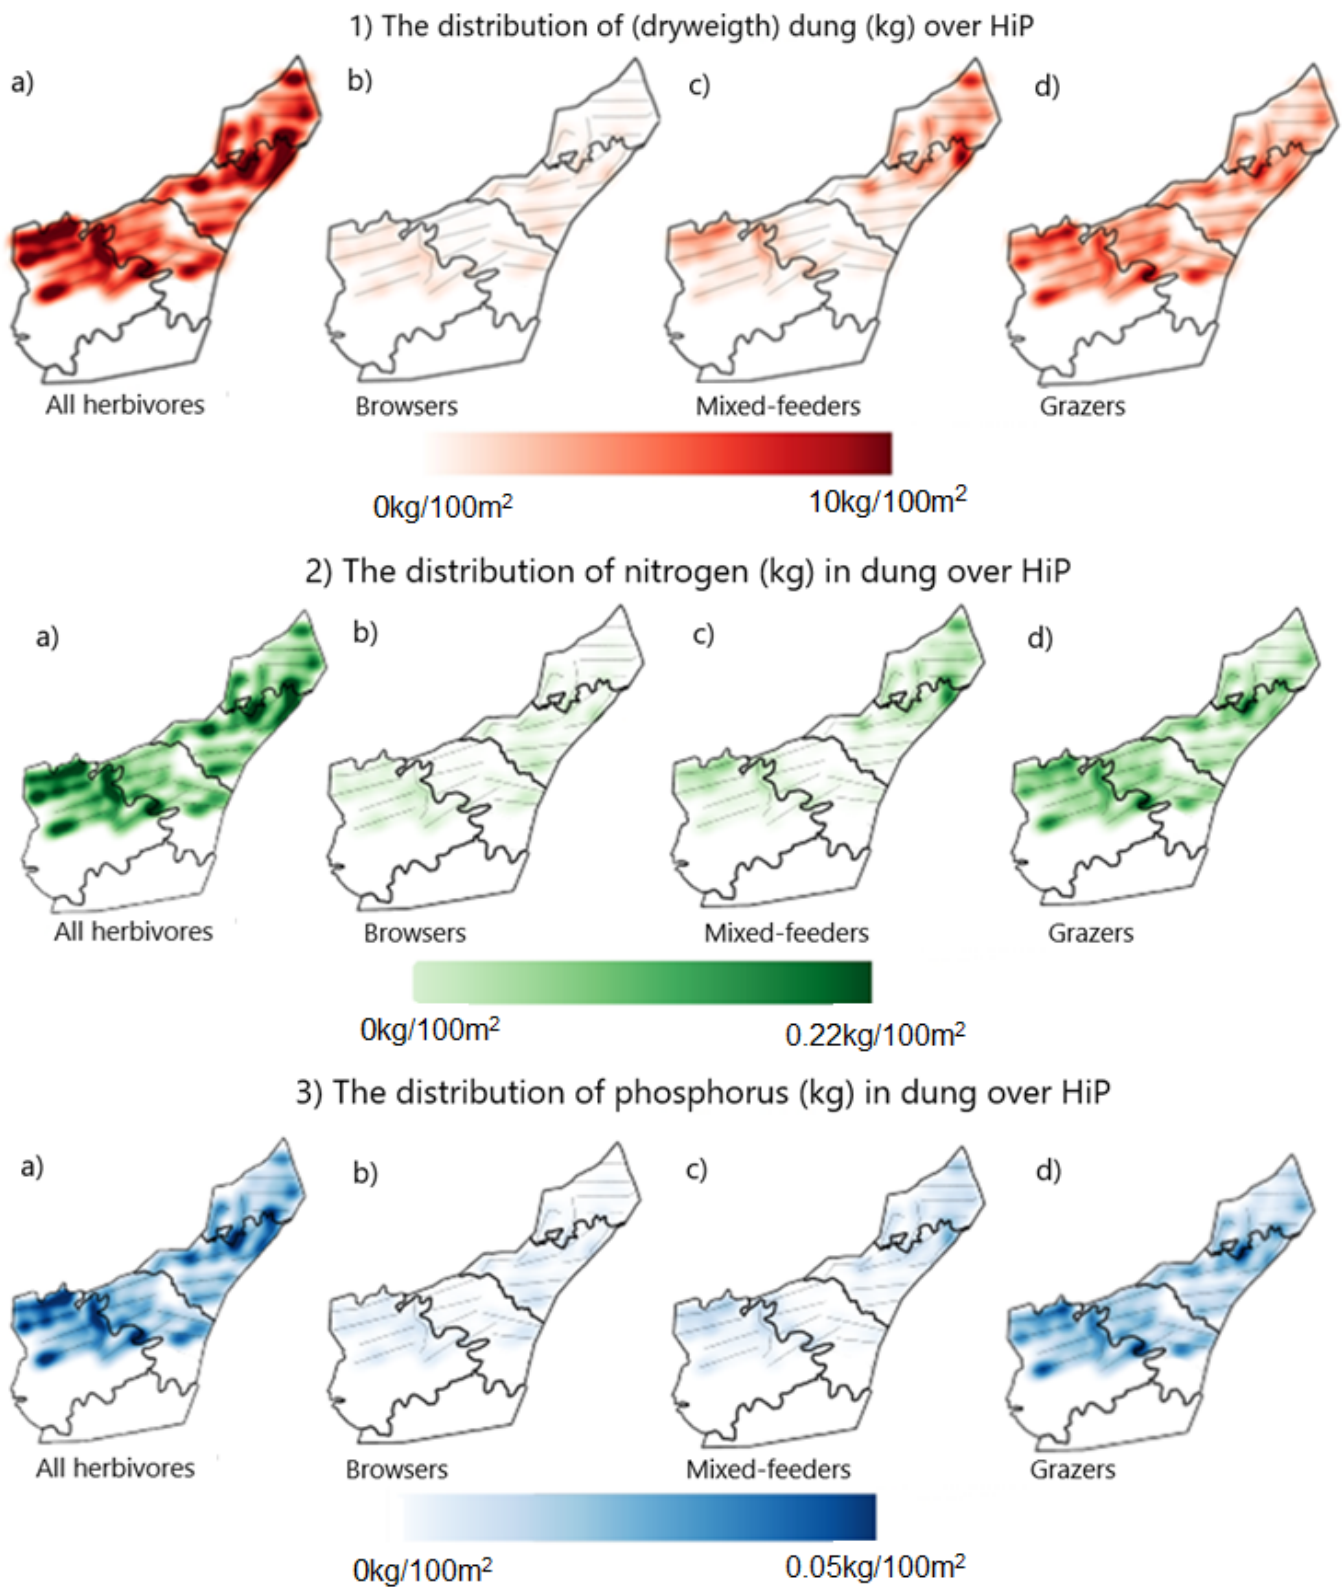 1) The distribution of (dryweigth) dung (kg) over HiP
a) b) c) d)
All herbivores Browsers Mixed-feeders Grazers
0kg/100m² 10kg/100m²
2) The distribution of nitrogen (kg) in dung over HiP
a) b) c) d)
All herbivores Browsers Mixed-feeders Grazers
0kg/100m² 0.22kg/100m²
3) The distribution of phosphorus (kg) in dung over HiP
a) b) c) d)
All herbivores Browsers Mixed-feeders Grazers
0kg/100m² 0.05kg/100m²